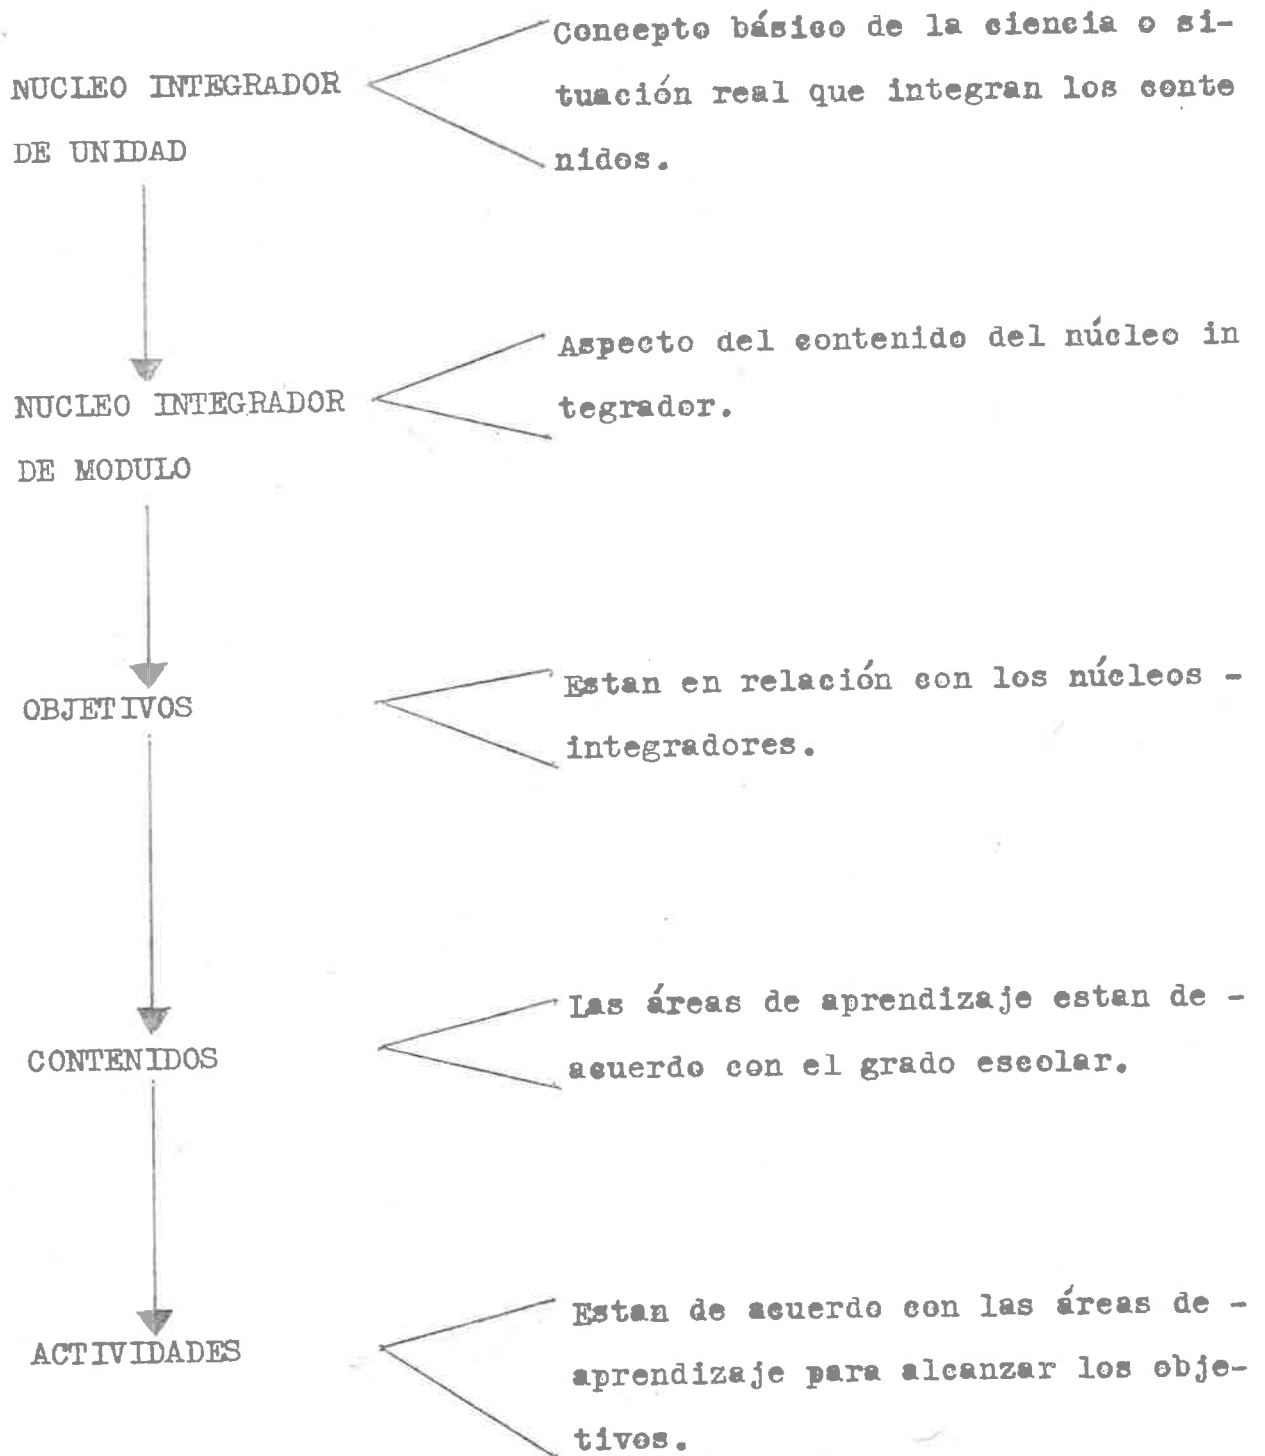 Concepto básico de la ciencia o si-
NUCLEO INTEGRADOR
tuación real que integran los conte
DE UNIDAD
nidos.
Aspecto del contenido del núcleo in
NUCLEO INTEGRADOR
tegrador.
DE MODULO
Estan en relación con los núcleos -
OBJETIVOS
integradores.
Las áreas de aprendizaje estan de -
CONTENIDOS
acuerdo con el grado escolar.
Estan de acuerdo con las áreas de -
ACTIVIDADES
aprendizaje para alcanzar los obje-
tivos.